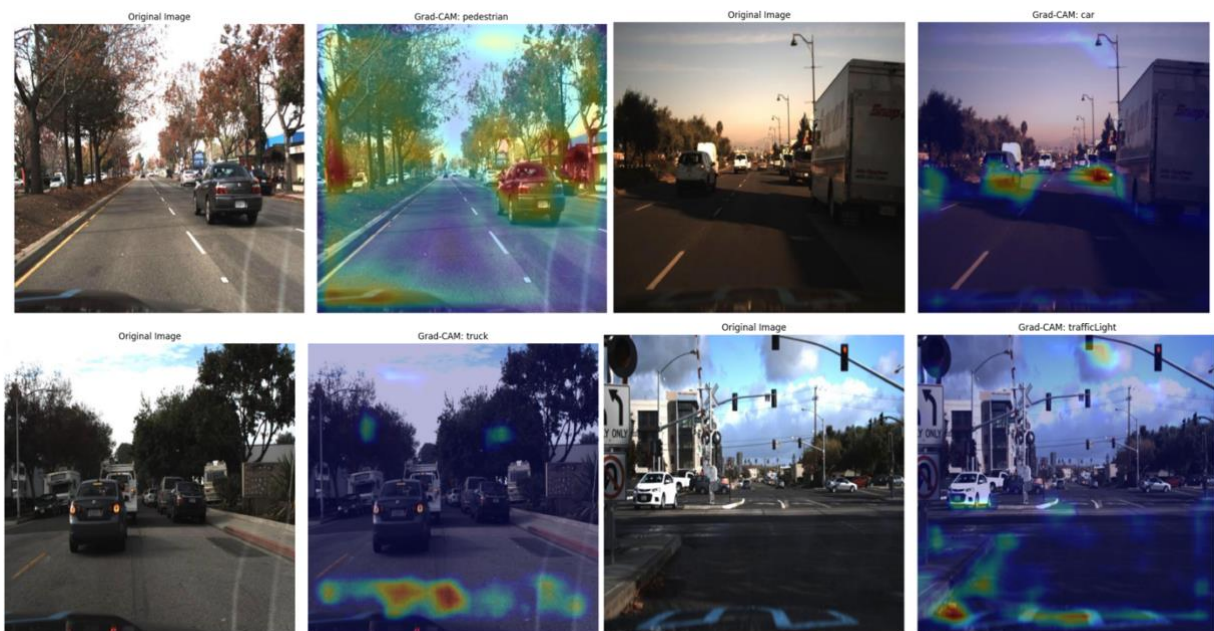 Original Image
Grad-CAM: pedestrian
Original Image
Grad-CAM: car
Original Image
Grad-CAM: truck
Original Image
Grad-CAM: trafficLight
Y ONLY